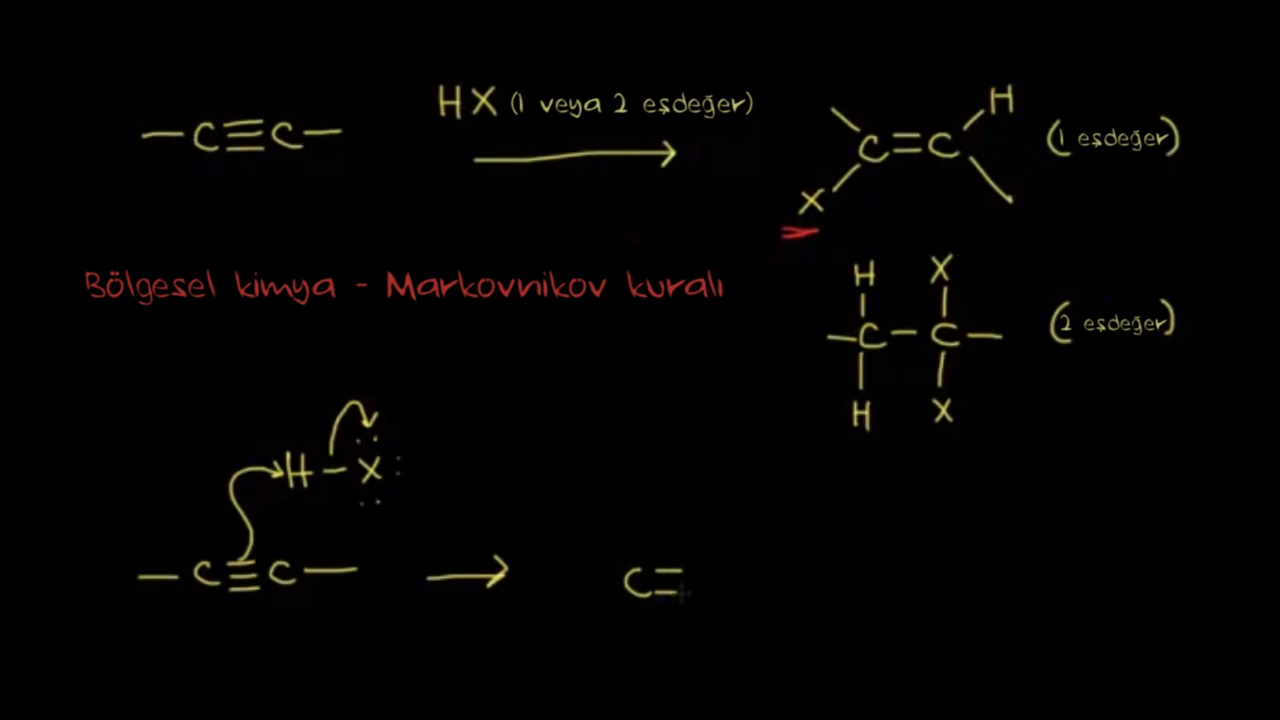 — C≡C — HX (1 veya 2 eşdeğer) C=C H X (1 eşdeğer)
Bölgesel kimya - Markovnikov kuralı
H X
— C — C — (2 eşdeğer)
H X
H — X
— C≡C — → C=